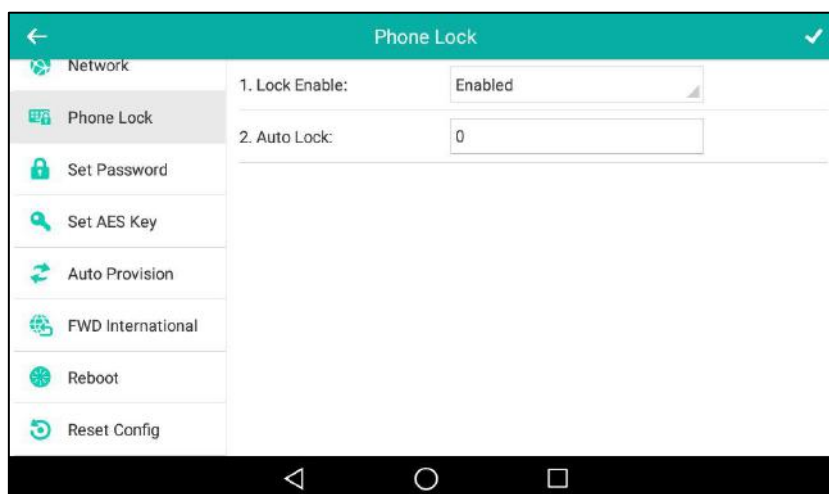 Phone Lock
Network
Phone Lock
Set Password
Set AES Key
Auto Provision
FWD International
Reboot
Reset Config
1. Lock Enable: Enabled
2. Auto Lock: 0